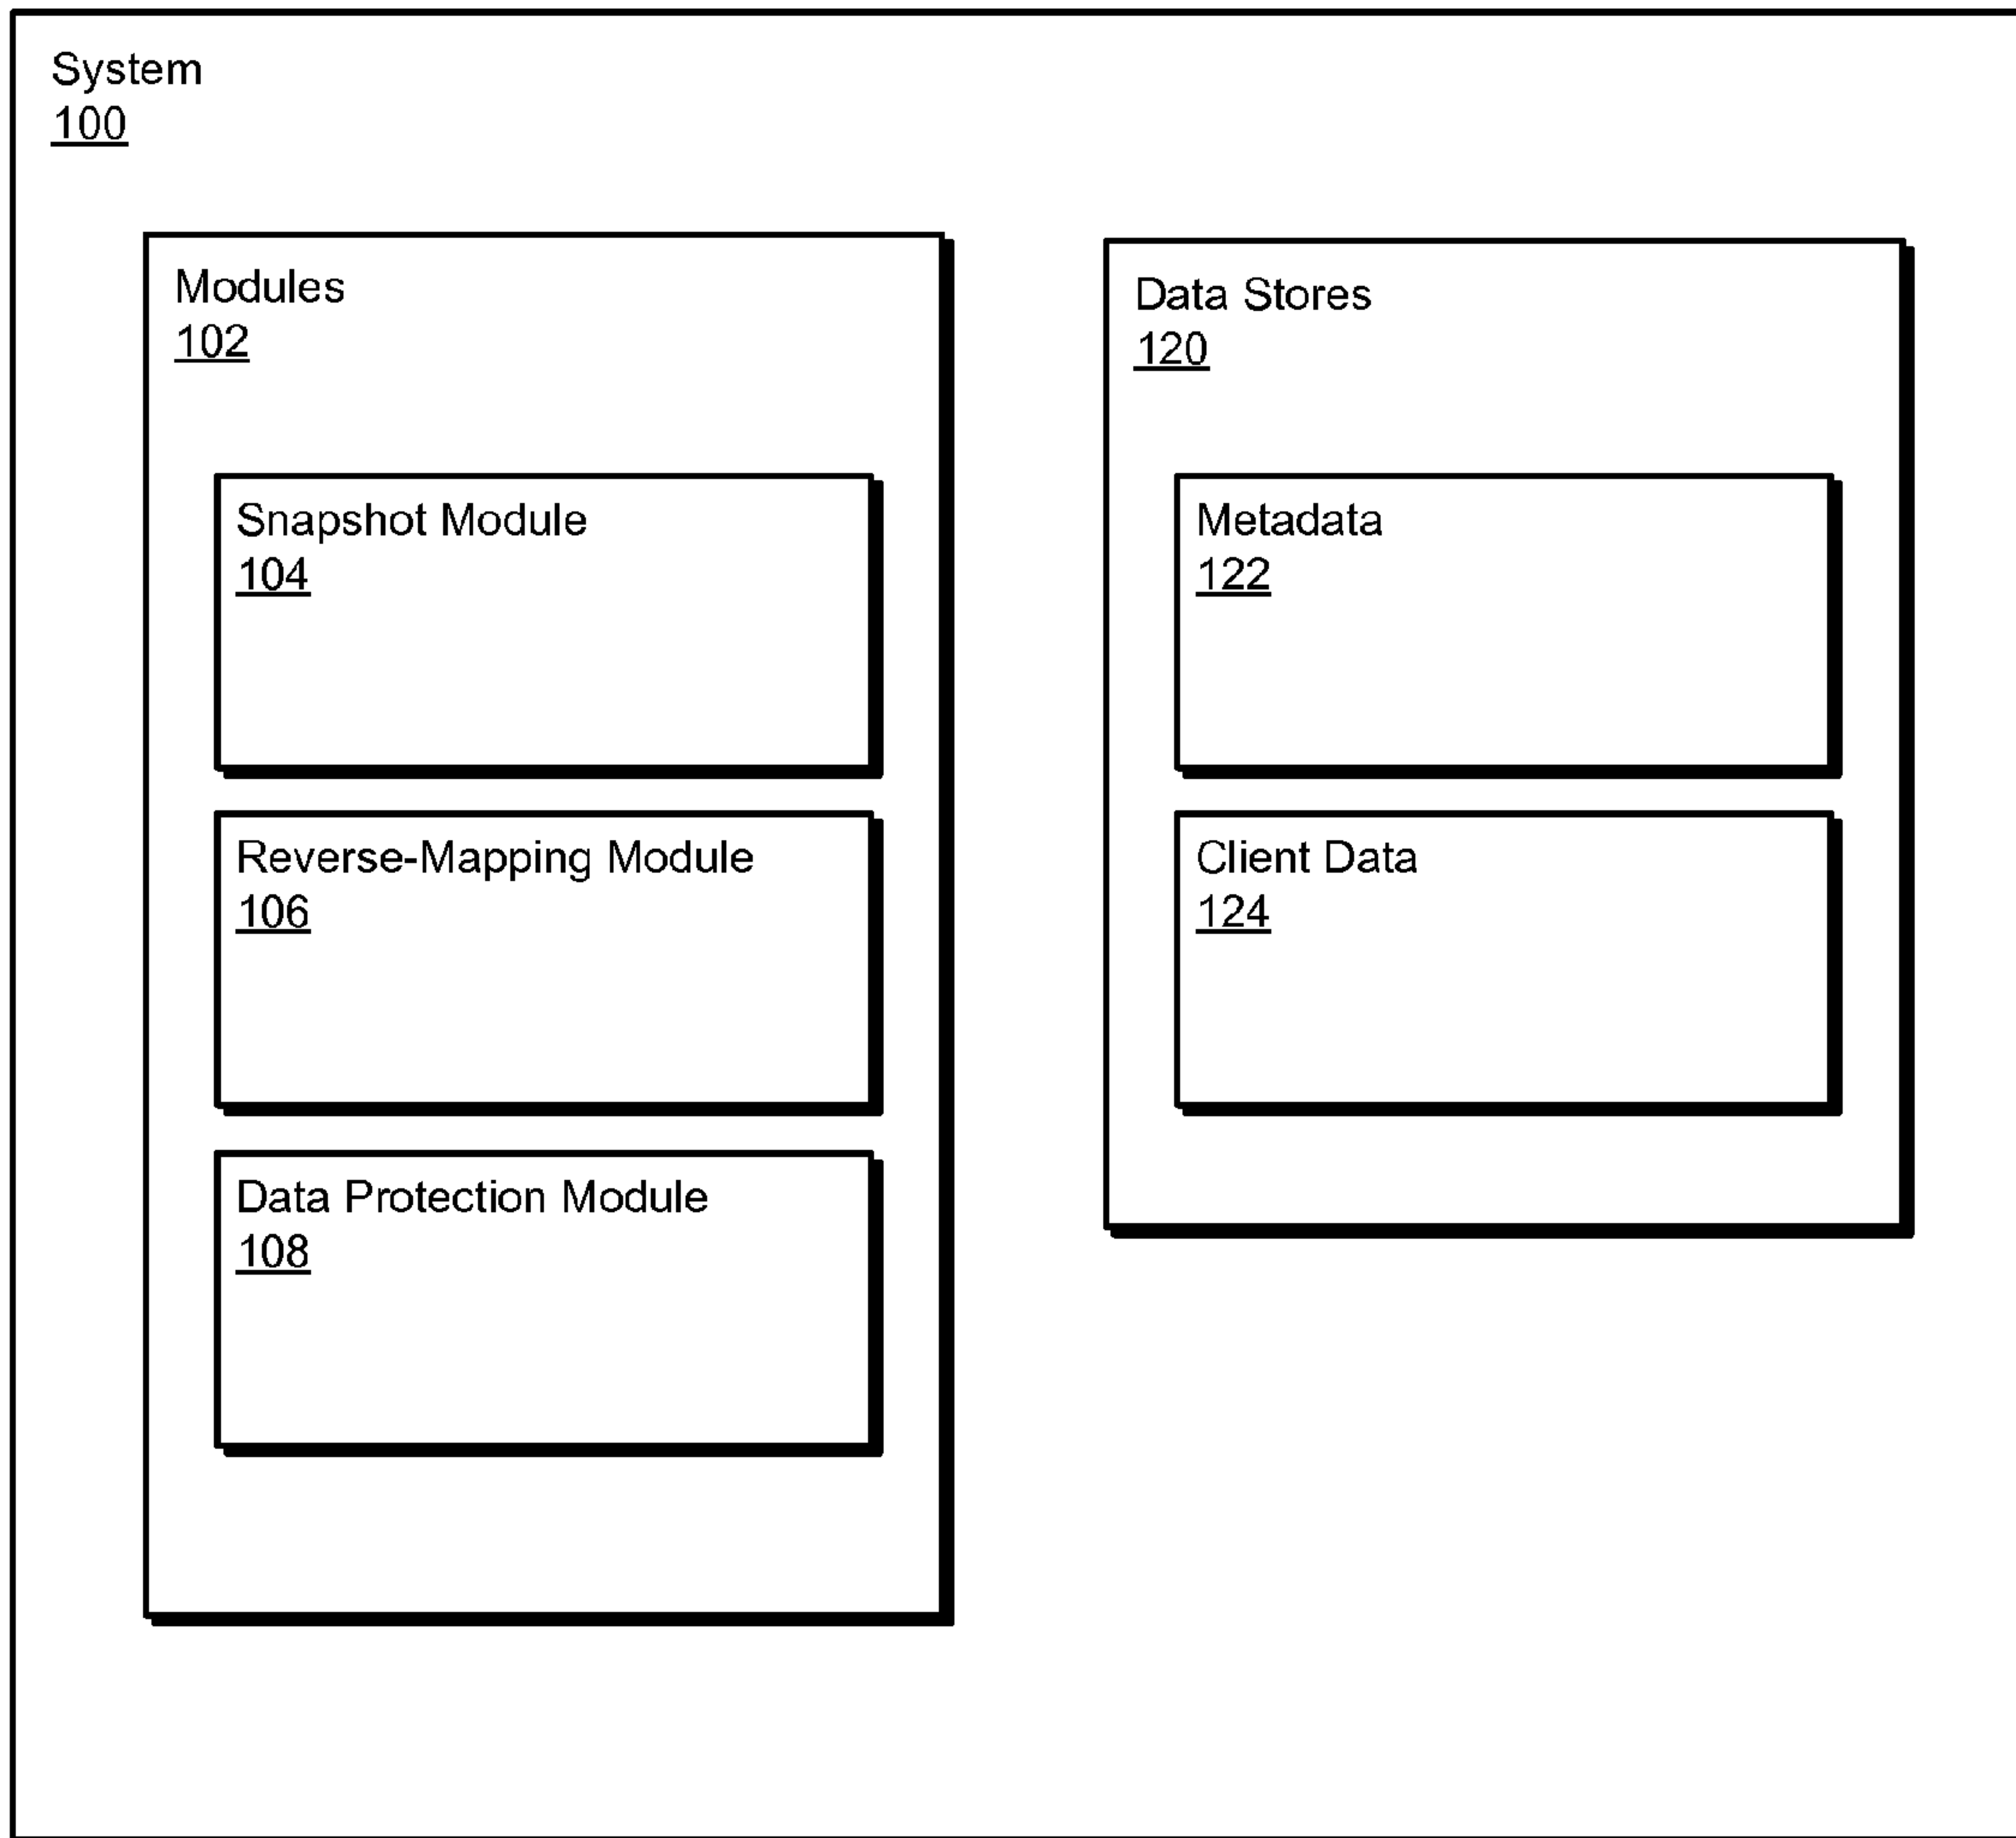 System
100
Modules
102
Snapshot Module
104
Reverse-Mapping Module
106
Data Protection Module
108
Data Stores
120
Metadata
122
Client Data
124